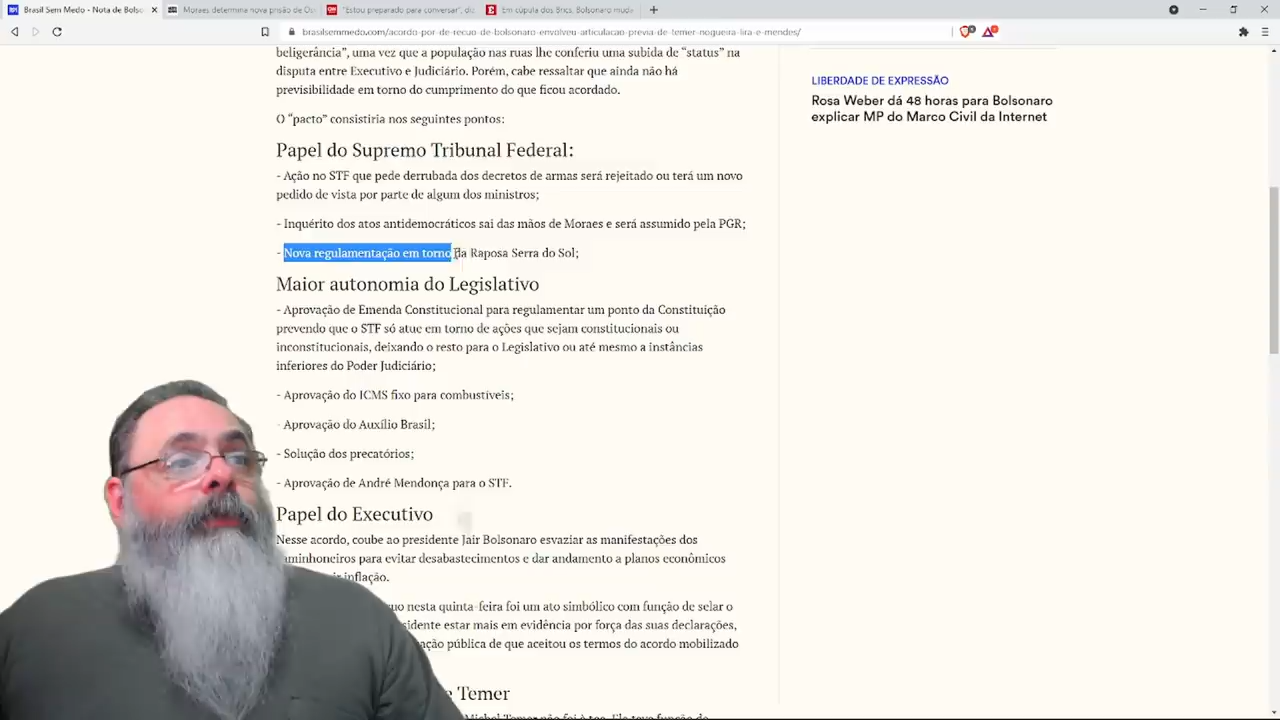 Brasil Sem Medo - Nota de Bolso
Moraes determina nova prisão de Os
"Estou preparado para conversar", di
Em cúpula dos Brics, Bolsonaro mud
brasilsemmedo.com/acordo-por-de-recuo-de-bolsonaro-envolveu-articulacao-previa-de-temer-nogueira-lira-e-mendes/
beligerância”, uma vez que a população nas ruas lhe conferiu uma subida de “status” na
disputa entre Executivo e Judiciário. Porém, cabe ressaltar que ainda não há
previsibilidade em torno do cumprimento do que ficou acordado.
O “pacto” consistiria nos seguintes pontos:
Papel do Supremo Tribunal Federal:
- Ação no STF que pede derrubada dos decretos de armas será rejeitado ou terá um novo
pedido de vista por parte de algum dos ministros;
- Inquérito dos atos antidemocráticos sai das mãos de Moraes e será assumido pela PGR;
- Nova regulamentação em torno da Raposa Serra do Sol;
Maior autonomia do Legislativo
- Aprovação de Emenda Constitucional para regulamentar um ponto da Constituição
prevendo que o STF só atue em torno de ações que sejam constitucionais ou
inconstitucionais, deixando o resto para o Legislativo ou até mesmo a instâncias
inferiores do Poder Judiciário;
- Aprovação do ICMS fixo para combustíveis;
- Aprovação do Auxílio Brasil;
- Solução dos precatórios;
- Aprovação de André Mendonça para o STF.
Papel do Executivo
Nesse acordo, coube ao presidente Jair Bolsonaro esvaziar as manifestações dos
caminhoneiros para evitar desabastecimentos e dar andamento a planos econômicos
inflação.
nesta quinta-feira foi um ato simbólico com função de selar o
estar mais em evidência por força das suas declarações,
pública de que aceitou os termos do acordo mobilizado
Temer
Michel Temer não foi à toa. Ele teve função de
LIBERDADE DE EXPRESSÃO
Rosa Weber dá 48 horas para Bolsonaro
explicar MP do Marco Civil da Internet